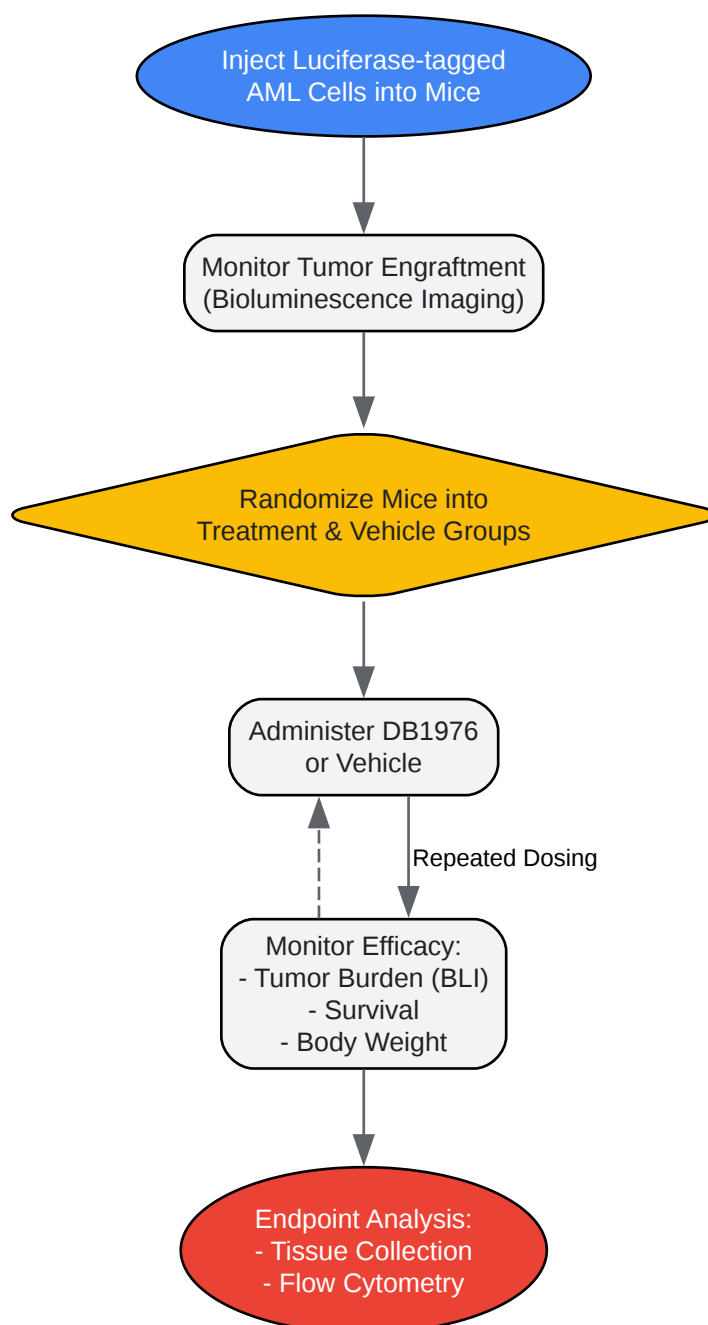 Inject Luciferase-tagged
AML Cells into Mice
Monitor Tumor Engraftment
(Bioluminescence Imaging)
Randomize Mice into
Treatment & Vehicle Groups
Administer DB1976
or Vehicle
Repeated Dosing
Monitor Efficacy:
- Tumor Burden (BLI)
- Survival
- Body Weight
Endpoint Analysis:
- Tissue Collection
- Flow Cytometry